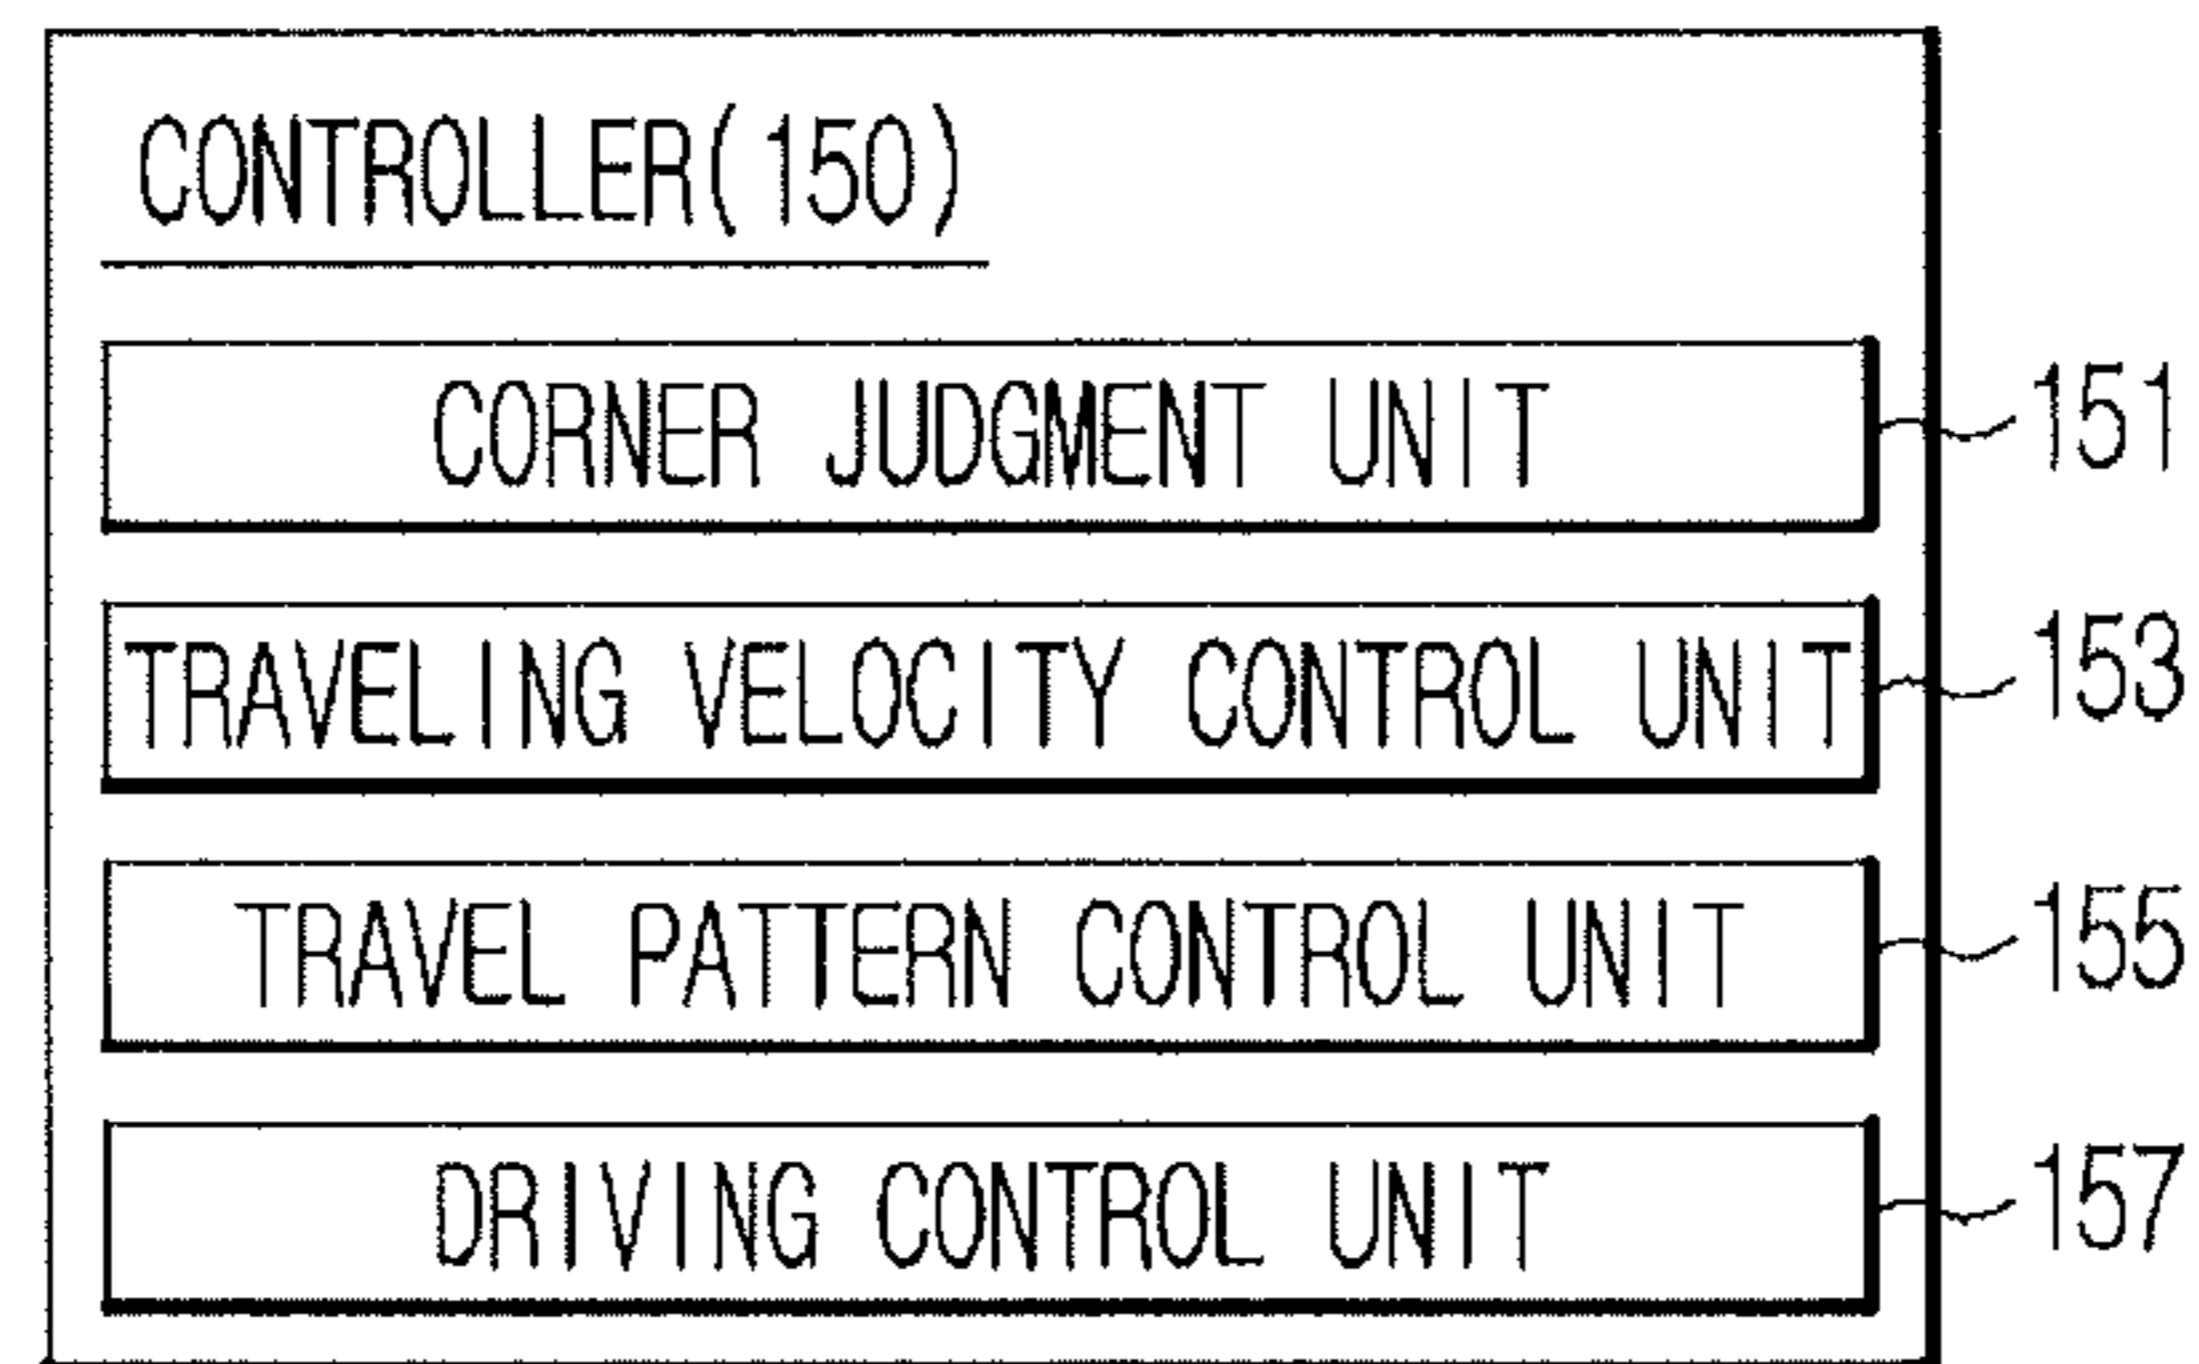 CONTROLLER(150)
CORNER JUDGMENT UNIT 151
TRAVELING VELOCITY CONTROL UNIT 153
TRAVEL PATTERN CONTROL UNIT 155
DRIVING CONTROL UNIT 157